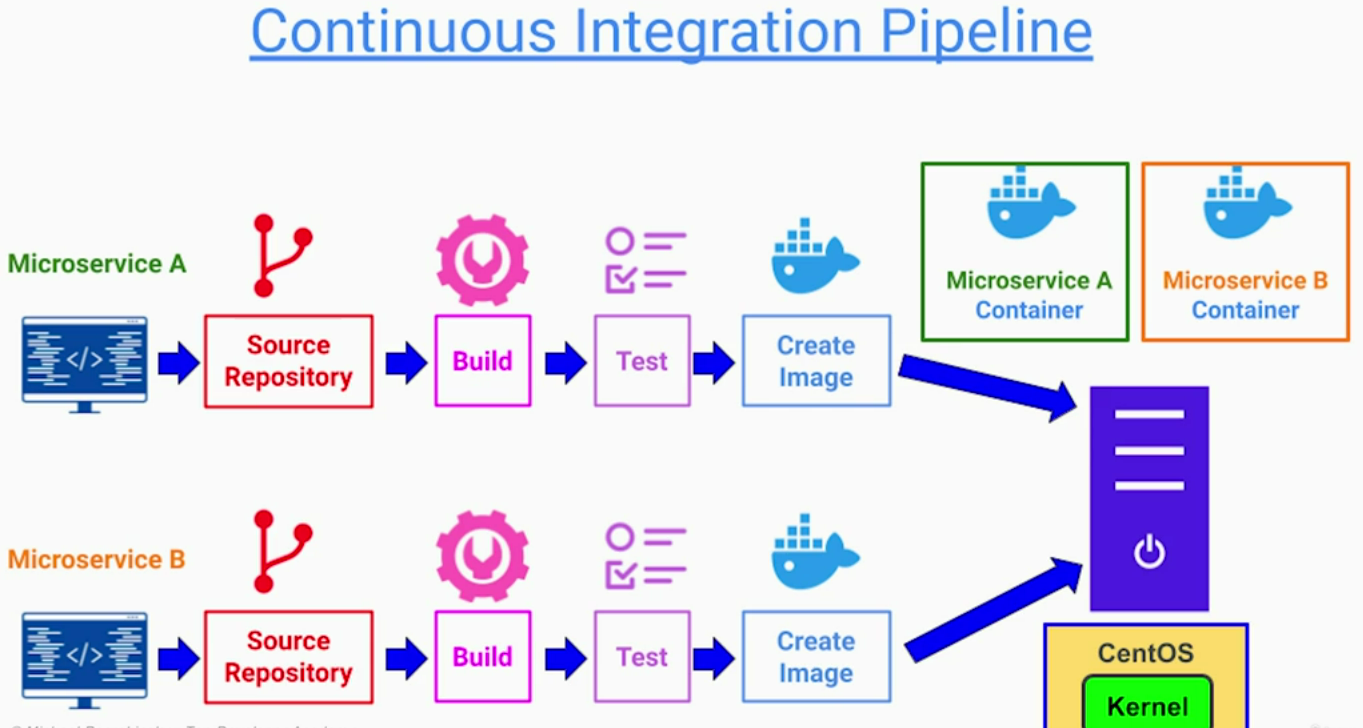 Continuous Integration Pipeline
Microservice A
</>
Source
Repository
Build
Test
Create
Image
Microservice A
Container
Microservice B
Container
Microservice B
</>
Source
Repository
Build
Test
Create
Image
CentOS
Kernel